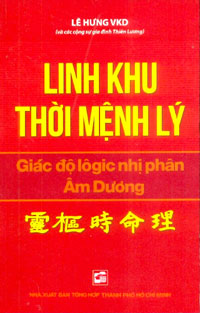 LÊ HƯNG VKD
(và các cộng sự gia đình Thiên Lương)
LINH KHU
THỜI MỆNH LÝ
Giác độ lôgic nhị phân
Âm Dương
靈樞時命理
NHÀ XUẤT BẢN TỔNG HỢP THÀNH PHỐ HỒ CHÍ MINH